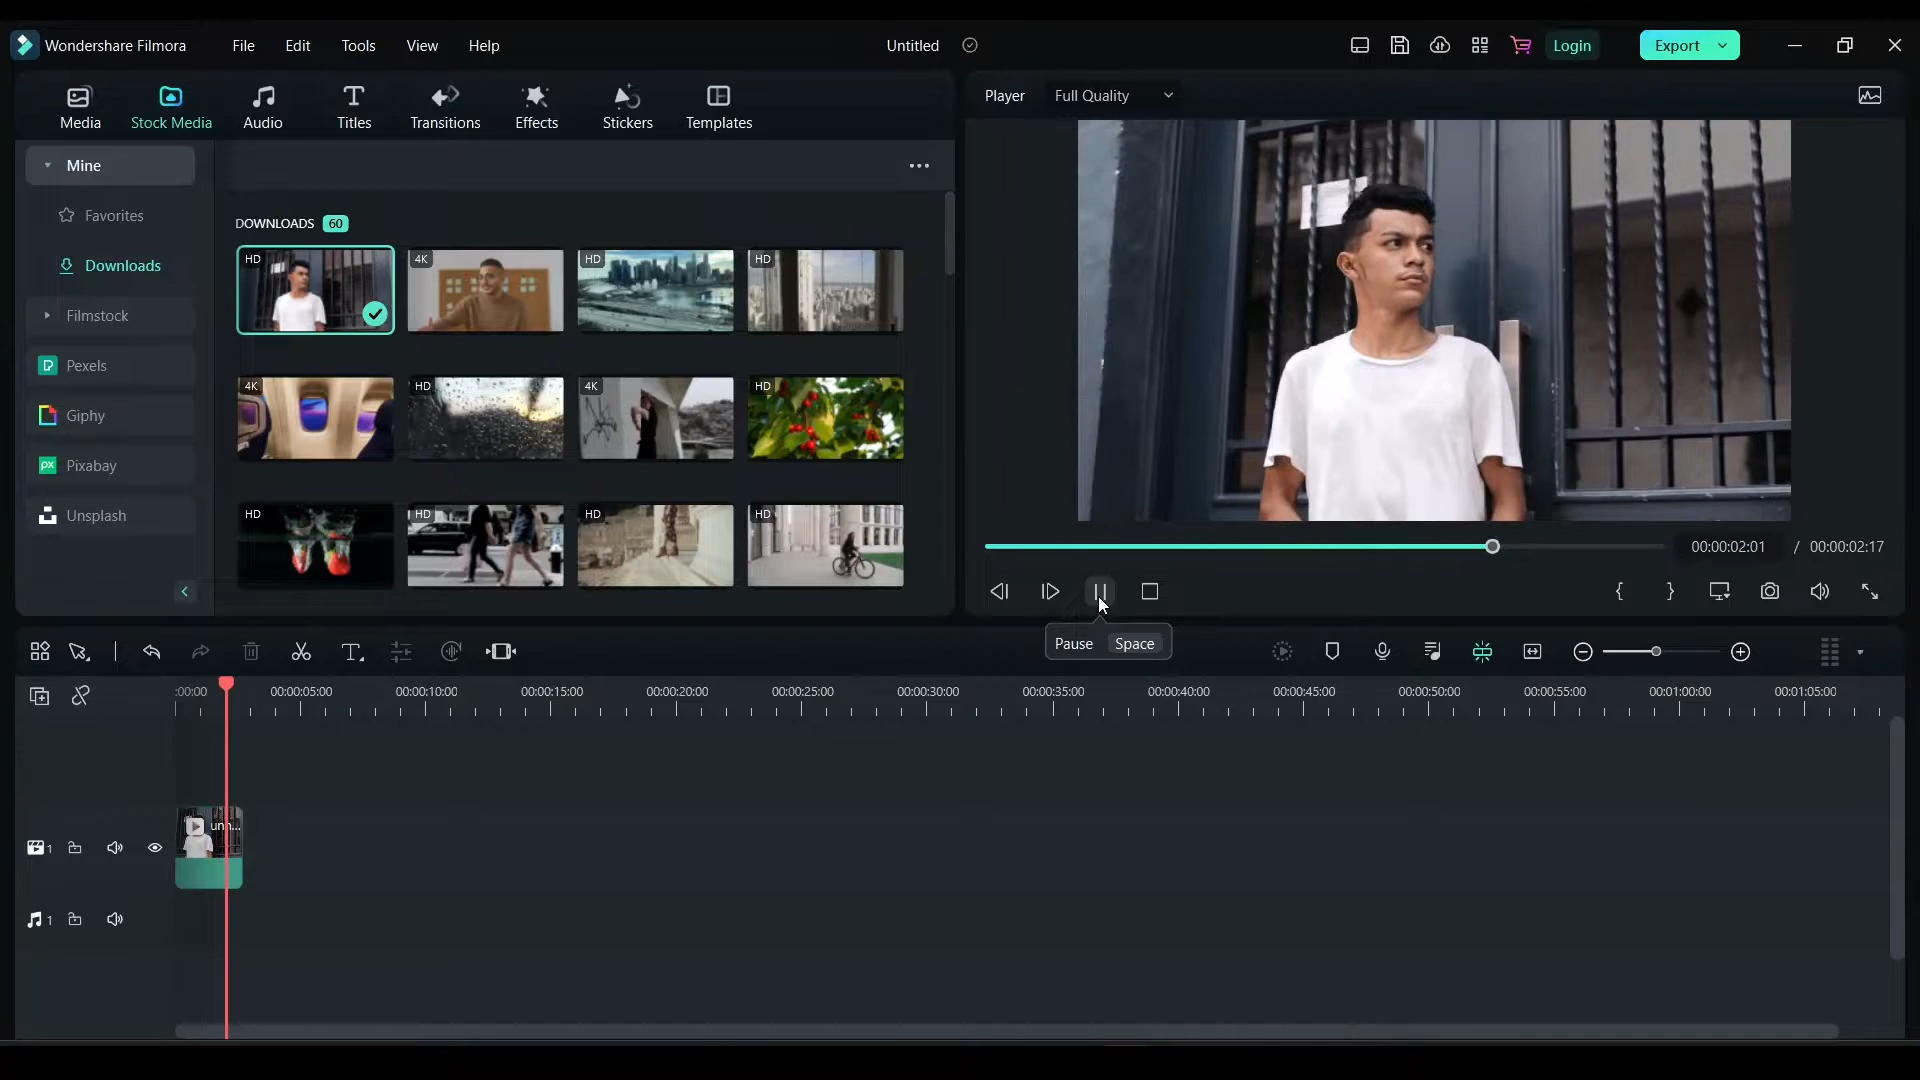 Wondershare Filmora
File
Edit
Tools
View
Help
Untitled
Login
Export
Media
Stock Media
Audio
Titles
Transitions
Effects
Stickers
Templates
Player
Full Quality
Mine
Favorites
Downloads
Filmstock
Pexels
Giphy
Pixabay
Unsplash
DOWNLOADS 60
HD
4K
HD
HD
4K
HD
4K
HD
HD
HD
HD
HD
00:00:02:01 / 00:00:02:17
Pause Space
:00:00
00:00:05:00
00:00:10:00
00:00:15:00
00:00:20:00
00:00:25:00
00:00:30:00
00:00:35:00
00:00:40:00
00:00:45:00
00:00:50:00
00:00:55:00
00:01:00:00
00:01:05:00
1
1